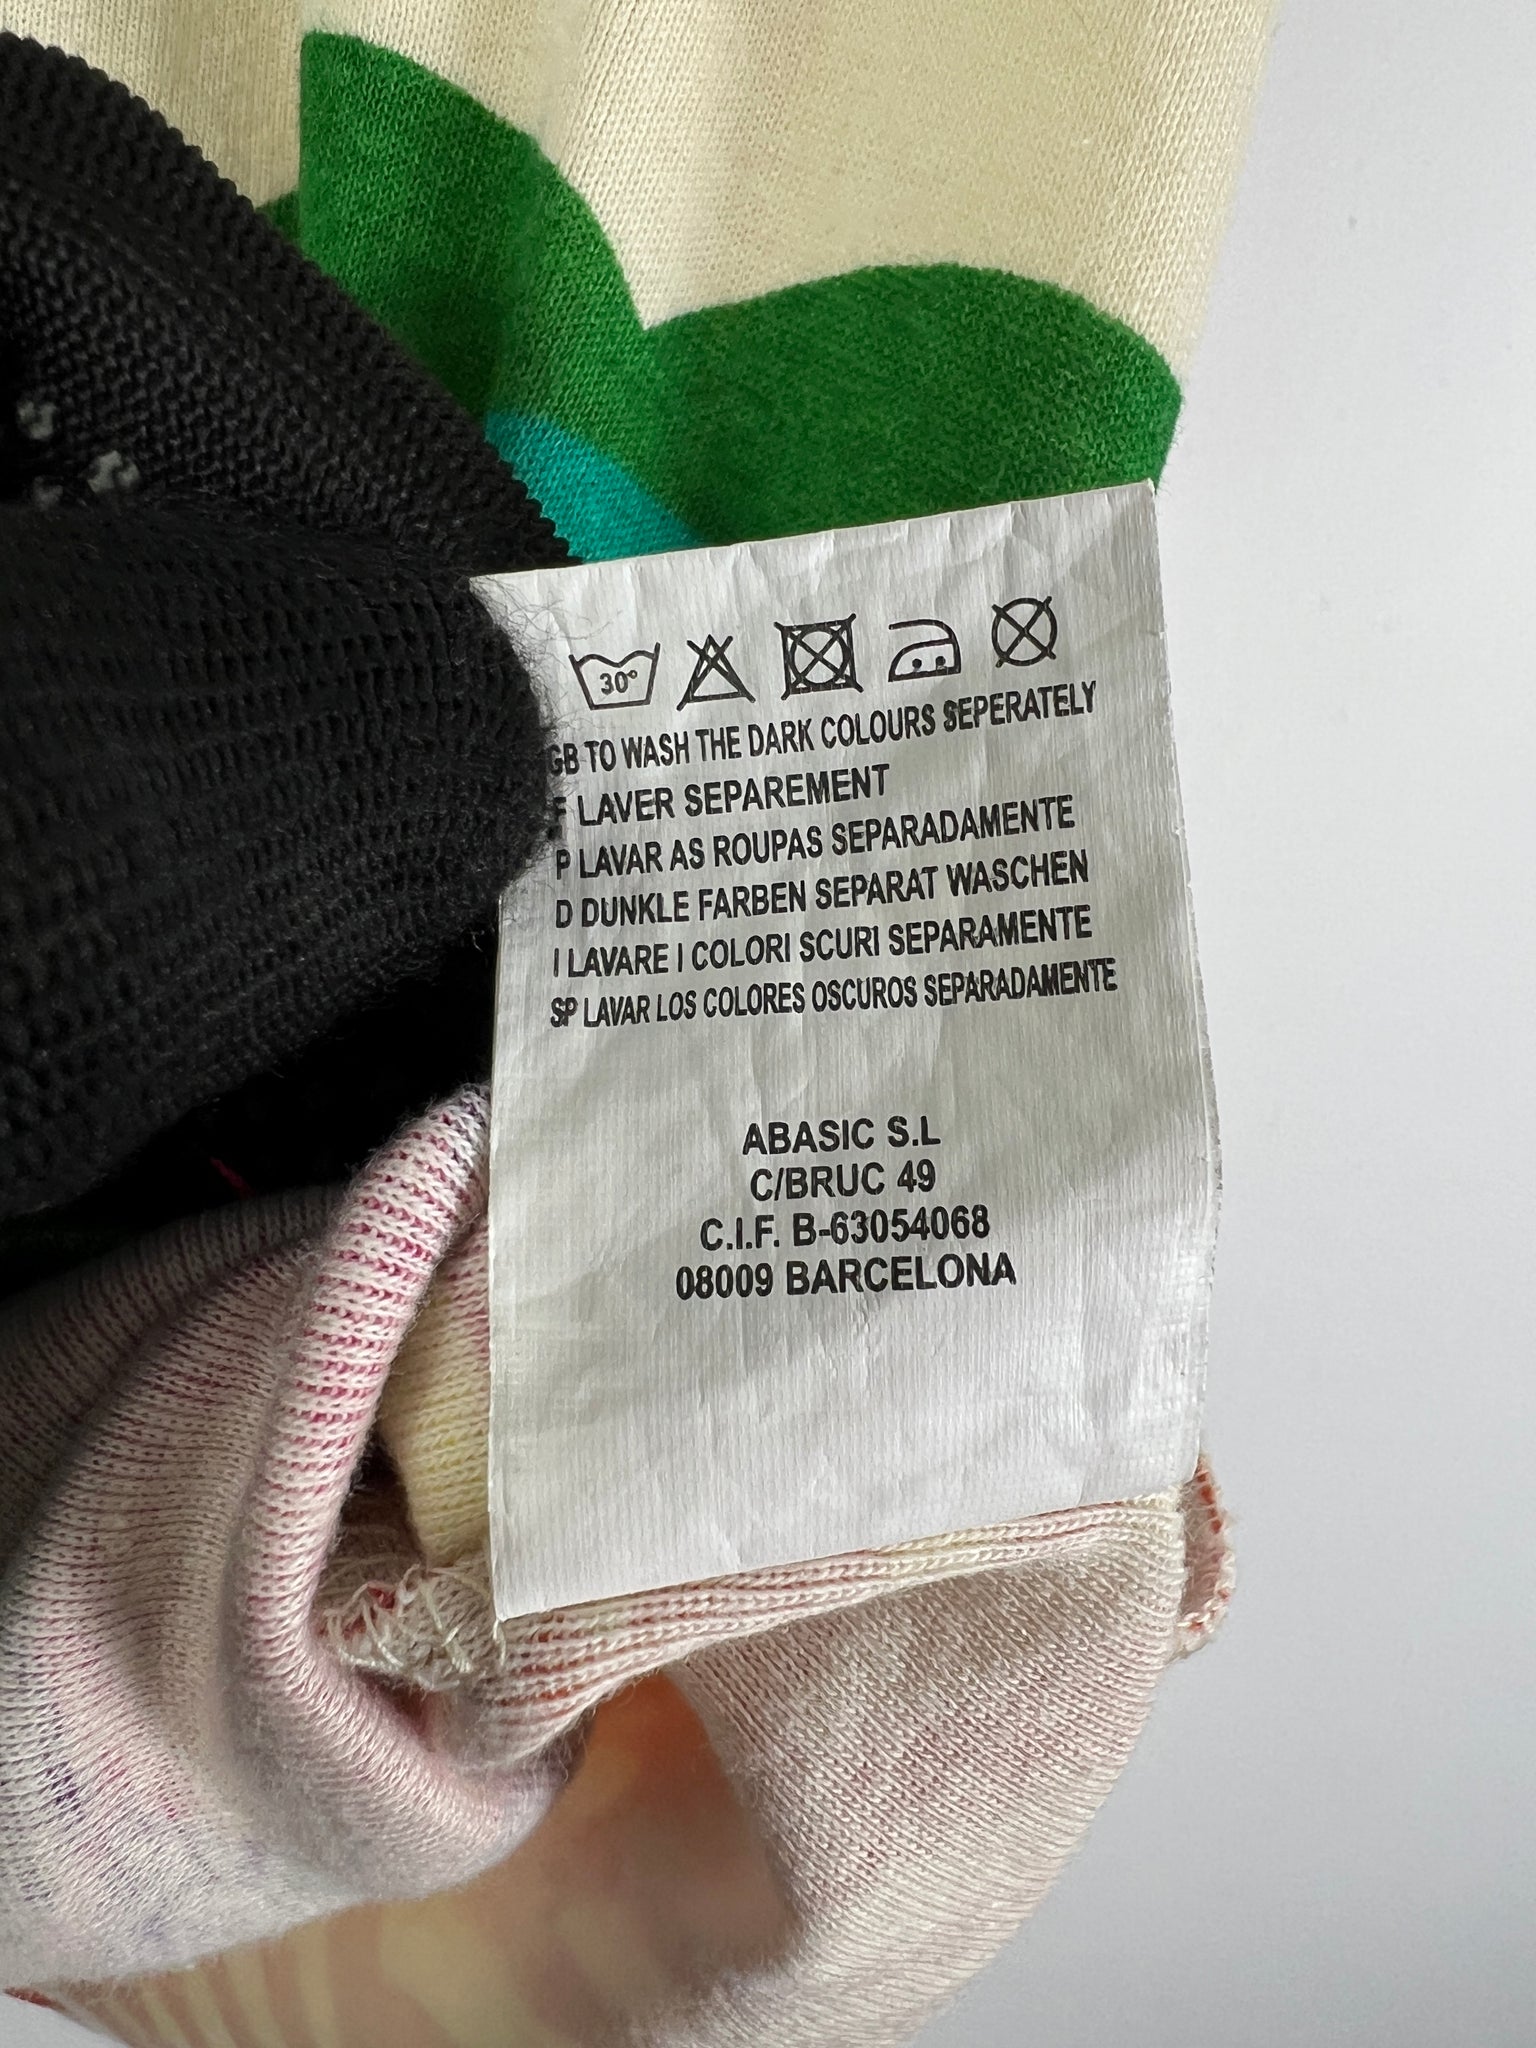 30°
GB TO WASH THE DARK COLOURS SEPERATELY
F LAVER SEPAREMENT
P LAVAR AS ROUPAS SEPARADAMENTE
D DUNKLE FARBEN SEPARAT WASCHEN
I LAVARE I COLORI SCURI SEPARAMENTE
SP LAVAR LOS COLORES OSCUROS SEPARADAMENTE
ABASIC S.L
C/BRUC 49
C.I.F. B-63054068
08009 BARCELONA